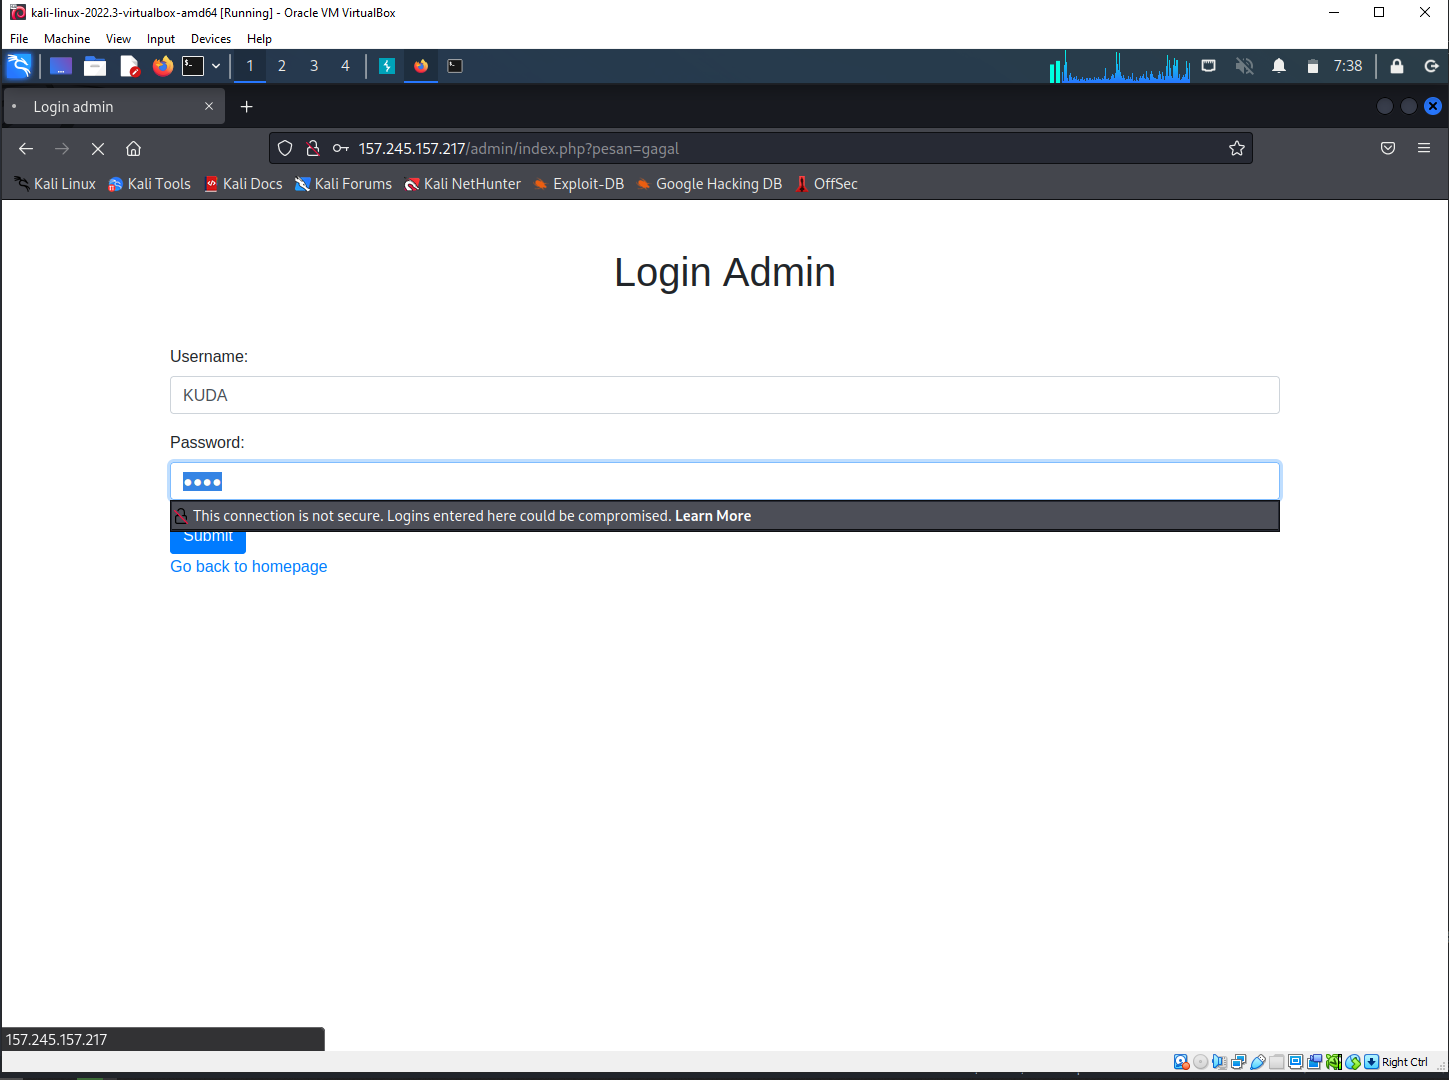 kali-linux-2022.3-virtualbox-amd64 [Running] - Oracle VM VirtualBox
File Machine View Input Devices Help
1 2 3 4 7:38
Login admin
157.245.157.217/admin/index.php?pesan=gagal
Kali Linux Kali Tools Kali Docs Kali Forums Kali NetHunter Exploit-DB Google Hacking DB OffSec
Login Admin
Username:
KUDA
Password:
This connection is not secure. Logins entered here could be compromised. Learn More
Submit
Go back to homepage
157.245.157.217
Right Ctrl